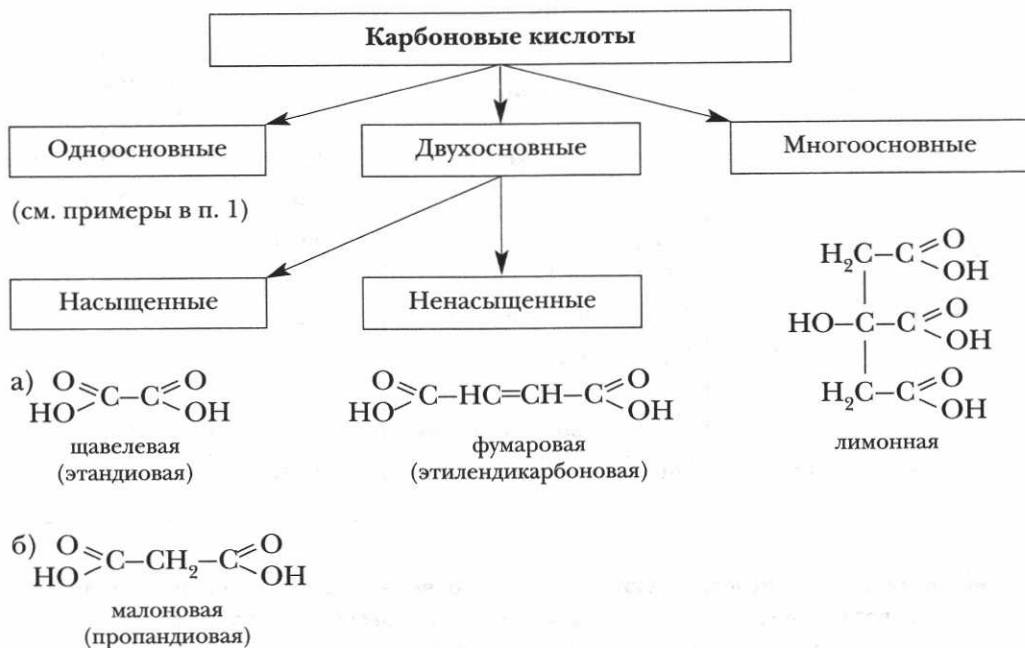 Карбоновые кислоты
Одноосновные
Двухосновные
Многоосновные
(см. примеры в п. 1)
Насыщенные
Ненасыщенные
H₂C–C=O
OH
HO–C–C=O
OH
H₂C–C=O
OH
лимонная
а) O=C–C=O
HO OH
щавелевая
(этандиовая)
O=C–HC=CH–C=O
HO OH
фумаровая
(этилендикарбоновая)
б) O=C–CH₂–C=O
HO OH
малоновая
(пропандиовая)